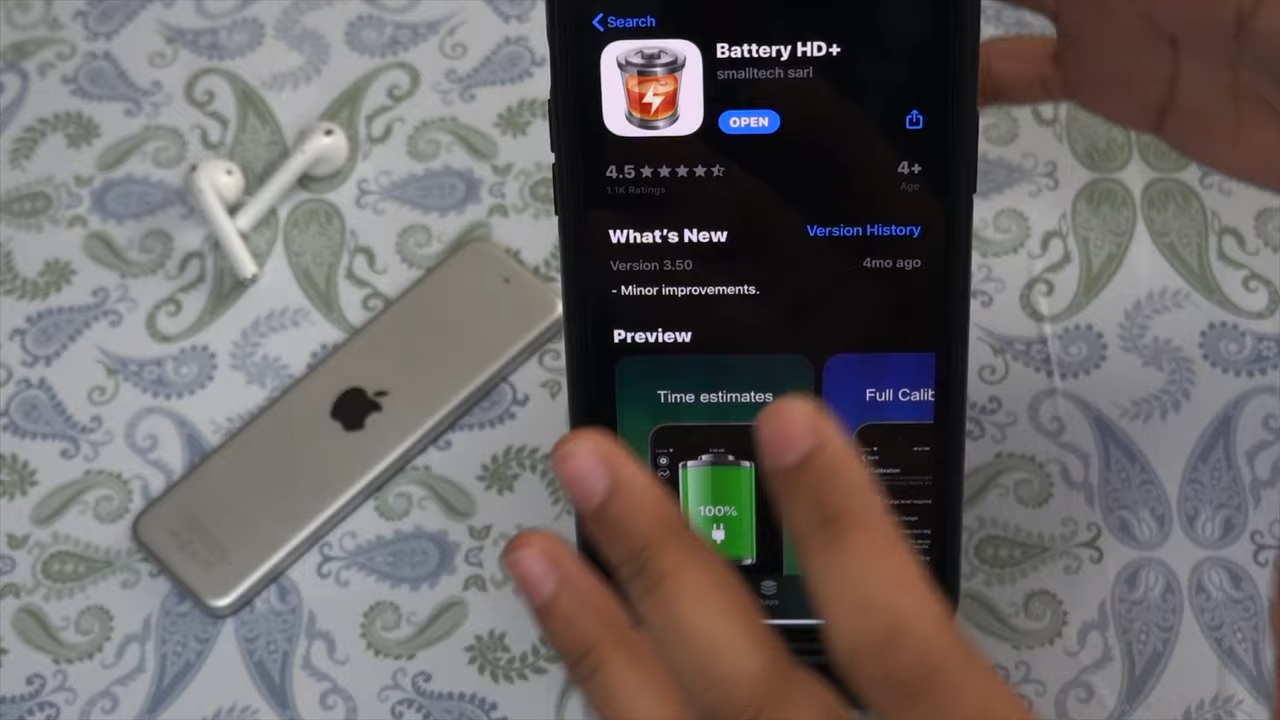 Search
Battery HD+
smalltech sarl
OPEN
4.5
4+
1.1K Ratings
Age
What's New
Version History
Version 3.50
4mo ago
- Minor improvements.
Preview
Time estimates
Full Calib
100%